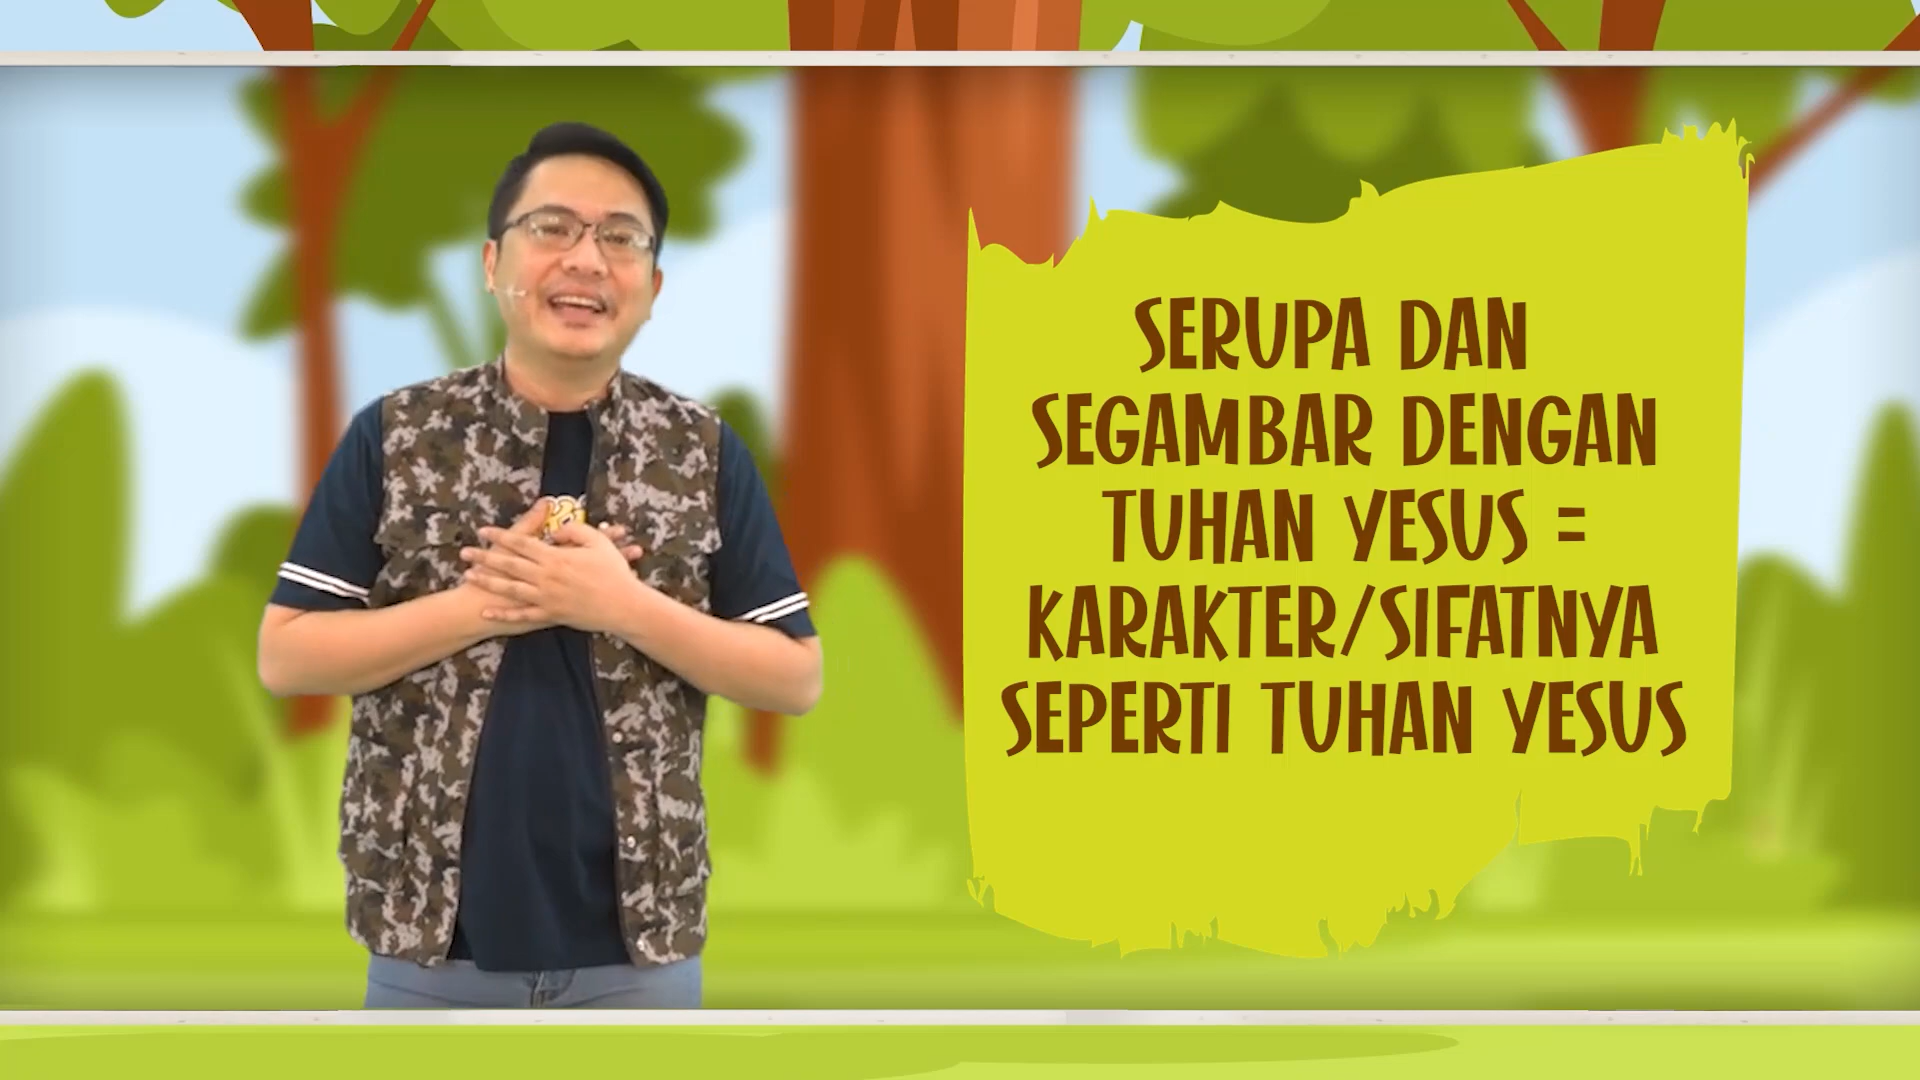 SERUPA DAN
SEGAMBAR DENGAN
TUHAN YESUS =
KARAKTER/SIFATNYA
SEPERTI TUHAN YESUS